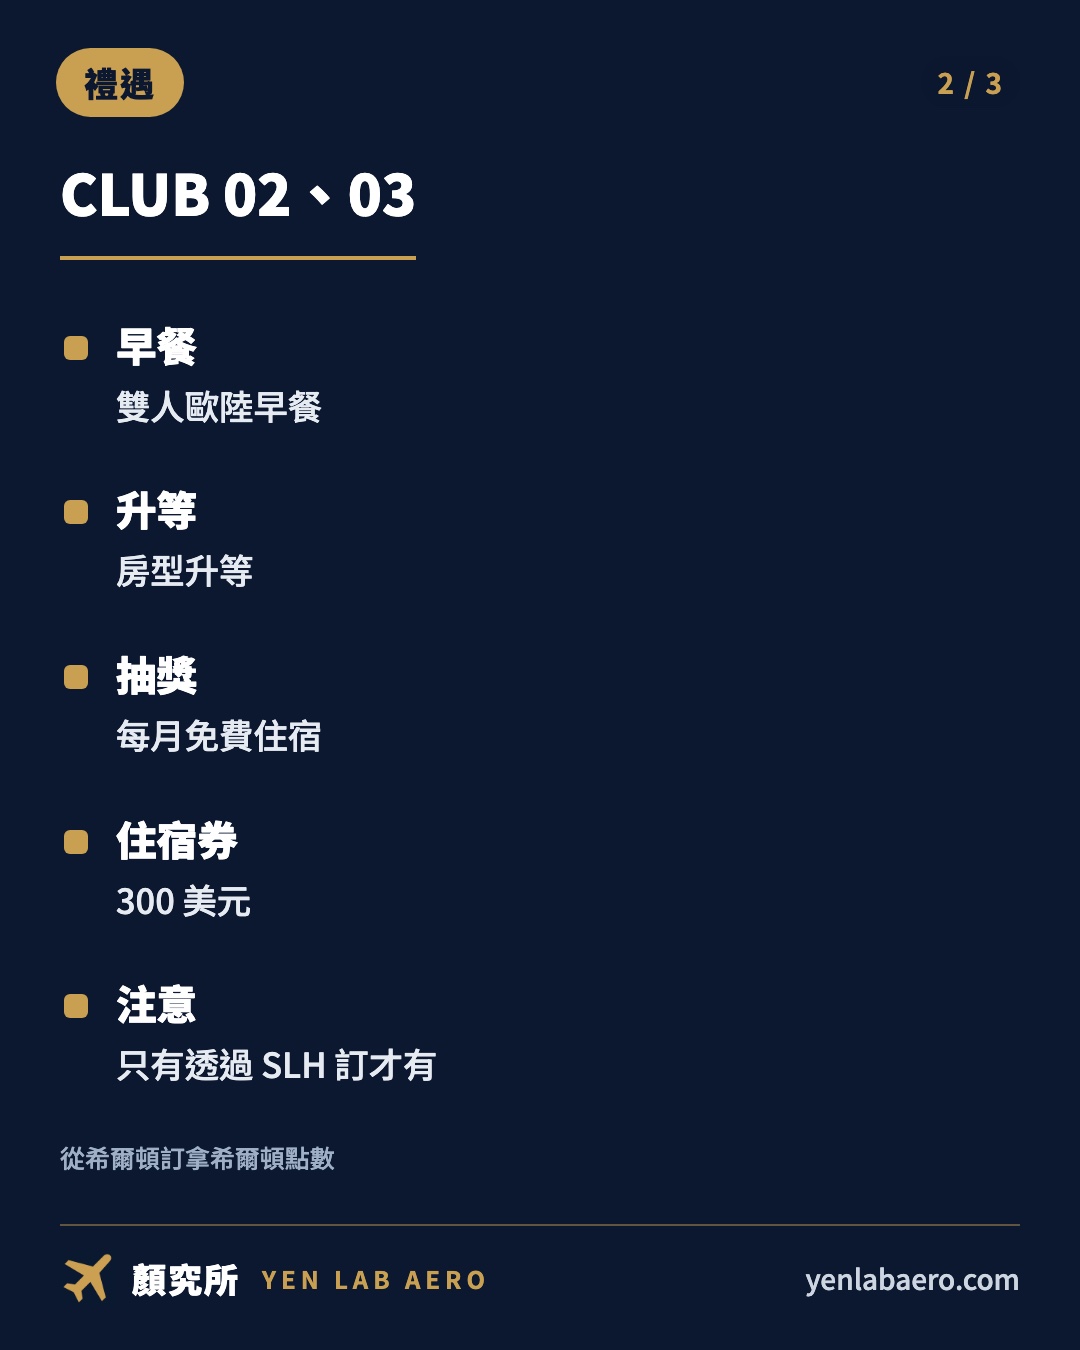 禮遇
2 / 3
CLUB 02、03
早餐
雙人歐陸早餐
升等
房型升等
抽獎
每月免費住宿
住宿券
300 美元
注意
只有透過 SLH 訂才有
從希爾頓訂拿希爾頓點數
顏究所 YEN LAB AERO
yenlabaero.com